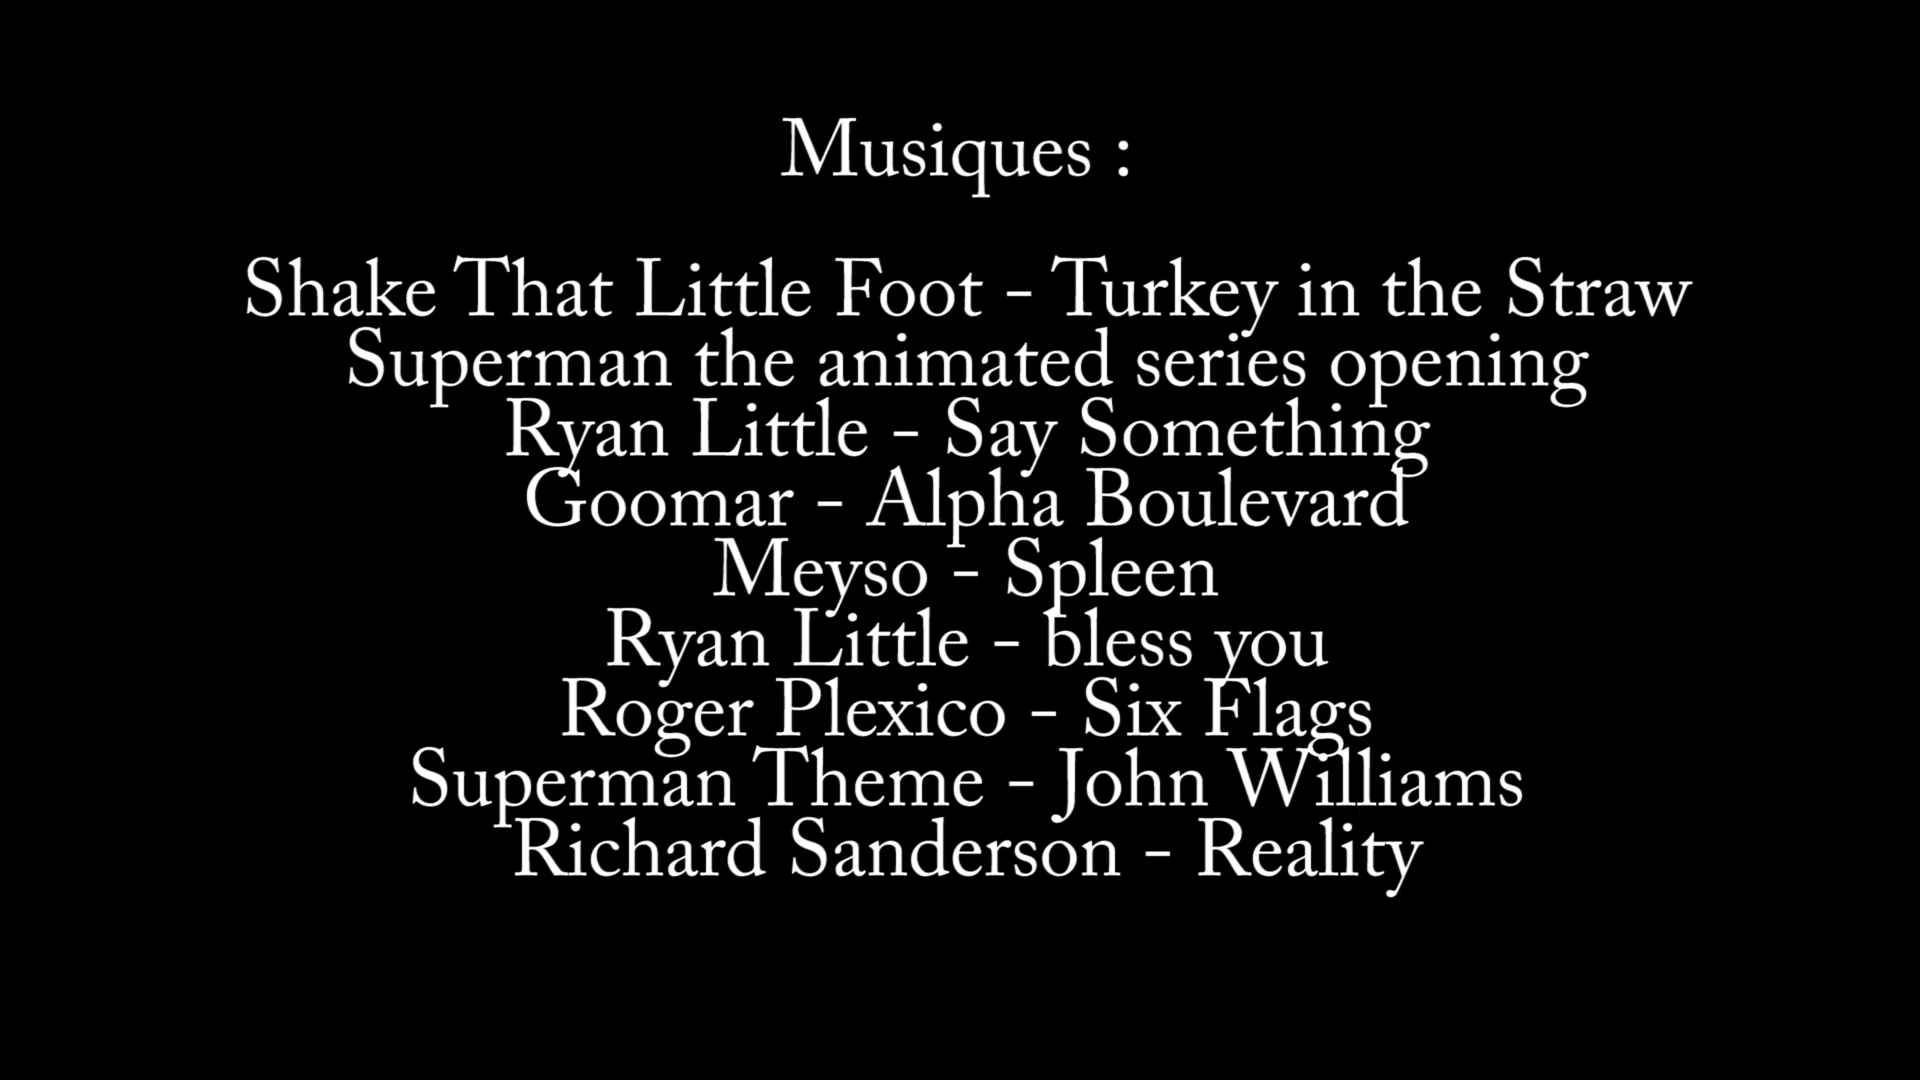 Musiques :
Shake That Little Foot - Turkey in the Straw
Superman the animated series opening
Ryan Little - Say Something
Goomar - Alpha Boulevard
Meyso - Spleen
Ryan Little - bless you
Roger Plexico - Six Flags
Superman Theme - John Williams
Richard Sanderson - Reality